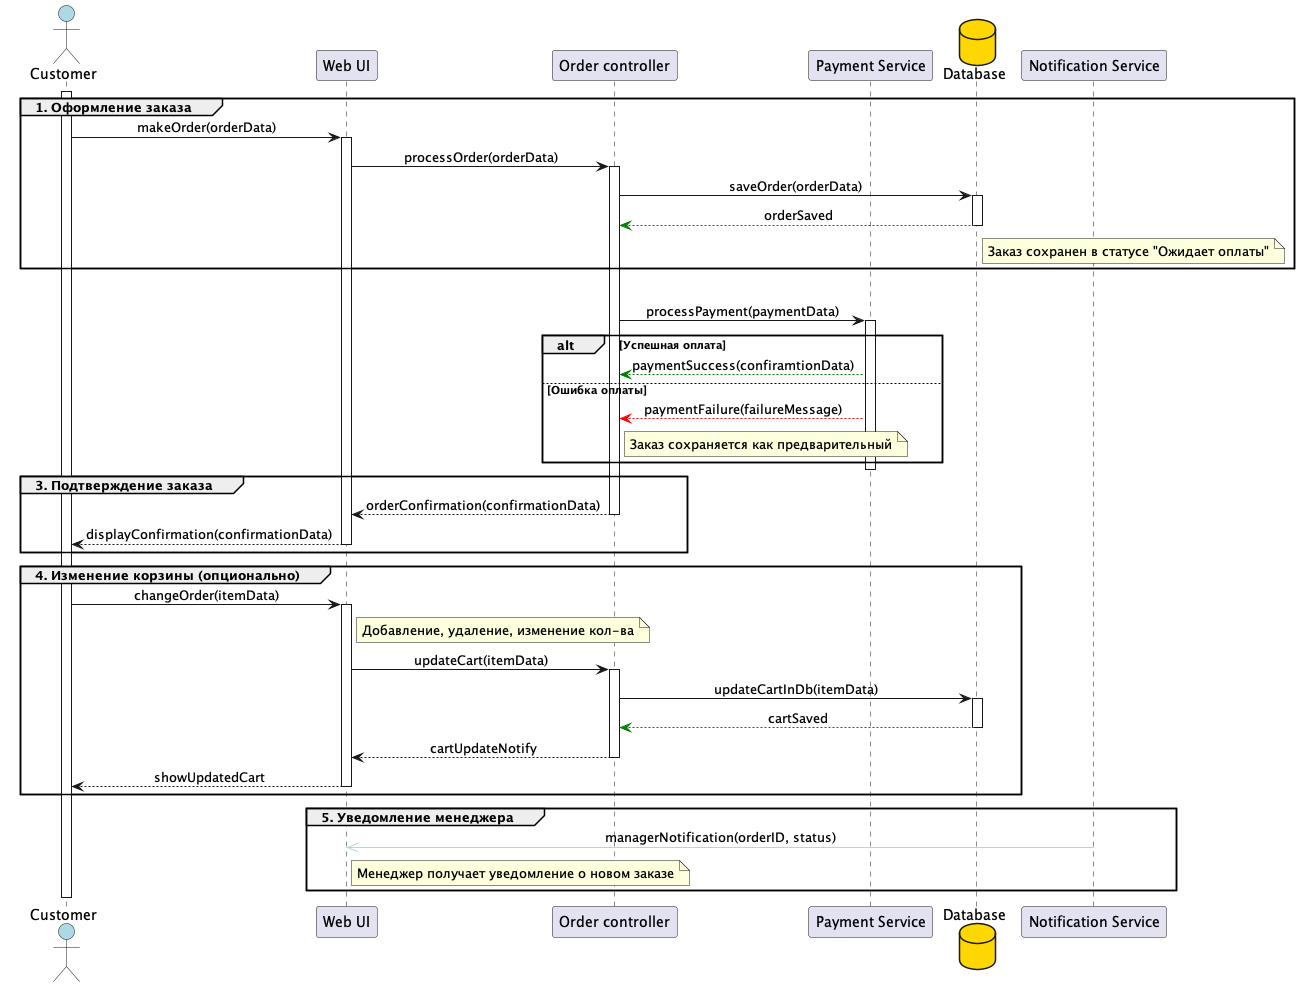 Customer
Web UI
Order controller
Payment Service
Database
Notification Service
1. Оформление заказа
makeOrder(orderData)
processOrder(orderData)
saveOrder(orderData)
orderSaved
Заказ сохранен в статусе "Ожидает оплаты"
processPayment(paymentData)
alt
[Успешная оплата]
paymentSuccess(confiramtionData)
[Ошибка оплаты]
paymentFailure(failureMessage)
Заказ сохраняется как предварительный
3. Подтверждение заказа
orderConfirmation(confirmationData)
displayConfirmation(confirmationData)
4. Изменение корзины (опционально)
changeOrder(itemData)
Добавление, удаление, изменение кол-ва
updateCart(itemData)
updateCartInDb(itemData)
cartSaved
cartUpdateNotify
showUpdatedCart
5. Уведомление менеджера
managerNotification(orderID, status)
Менеджер получает уведомление о новом заказе
Customer
Web UI
Order controller
Payment Service
Database
Notification Service